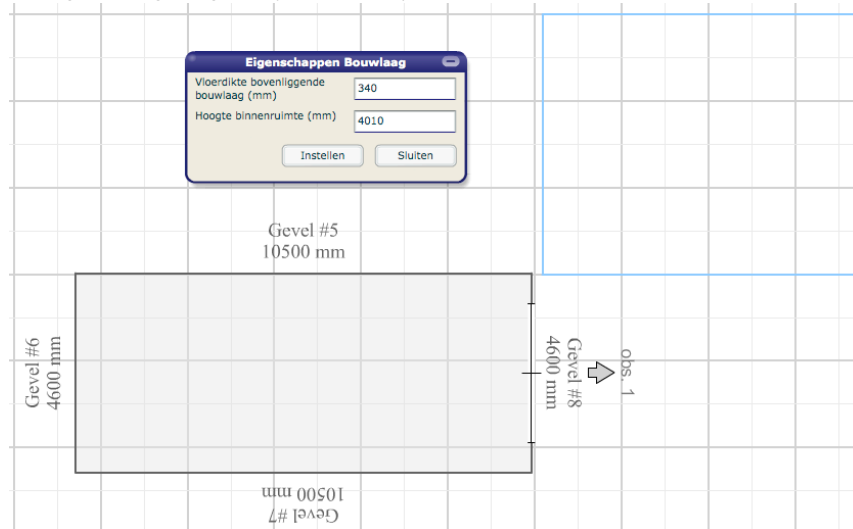 Eigenschappen Bouwlaag
Vloerdikte bovenliggende
bouwlaag (mm)
340
Hoogte binnenruimte (mm)
4010
Instellen
Sluiten
Gevel #5
10500 mm
Gevel #6
4600 mm
Gevel #8
4600 mm
obs. 1
Gevel #7
10500 mm